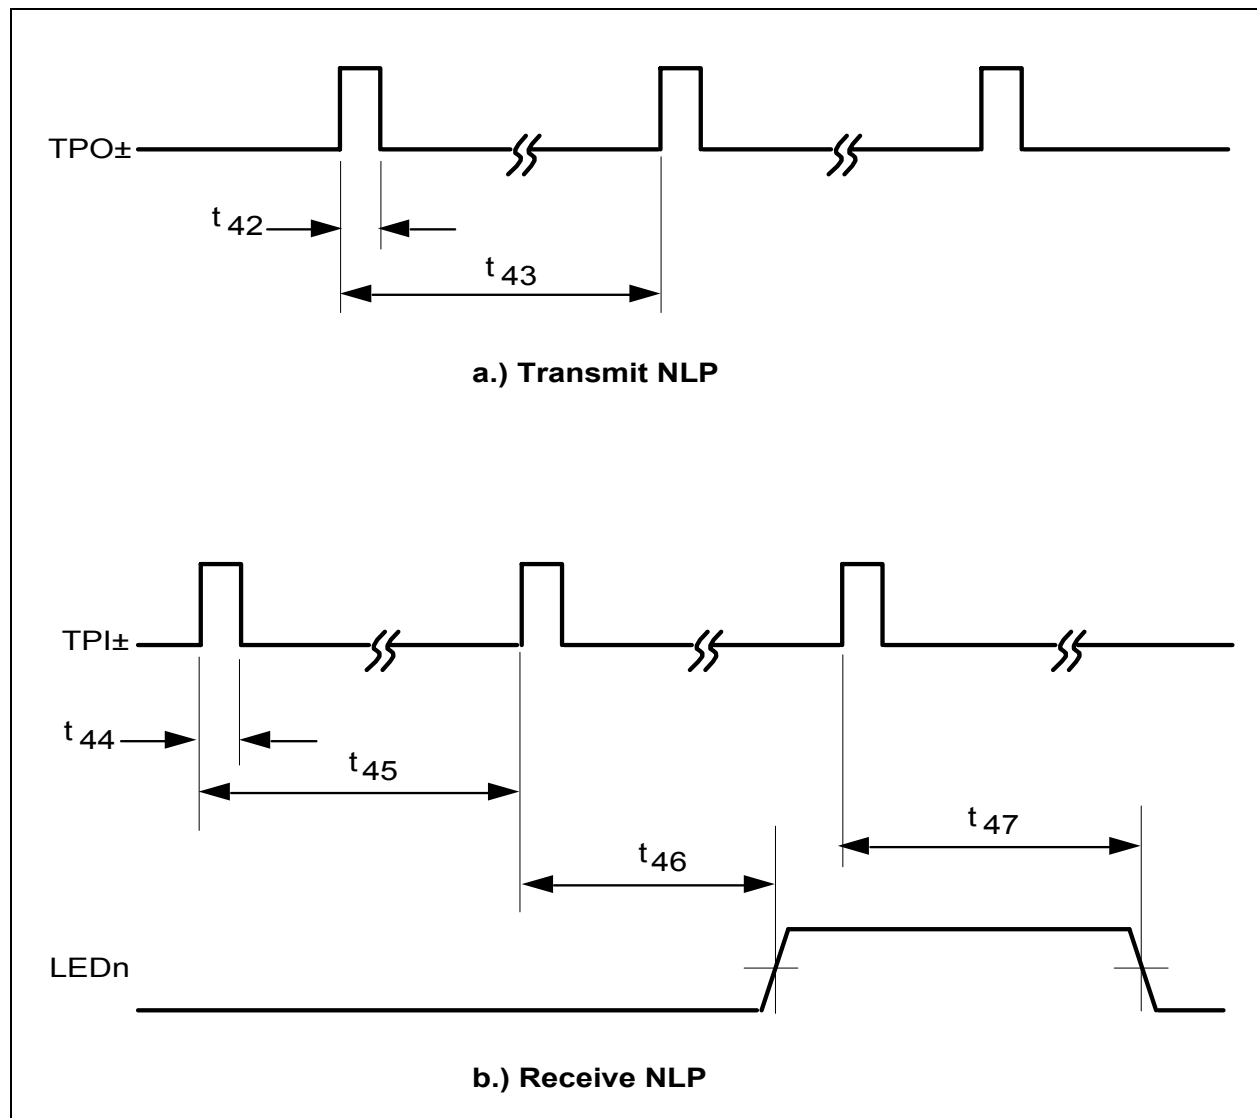 TPO±
t 42
t 43
a.) Transmit NLP
TPI±
t 44
t 45
t 47
t 46
LEDn
b.) Receive NLP